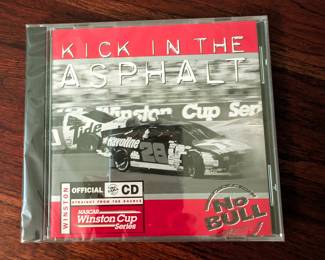 KICK IN THE
ASPHALT
Winston Cup Seri
Tide
Havoline
28
WINSTON
OFFICIAL
CD
STRAIGHT FROM THE SOURCE
NASCAR
Winston Cup
Series
No
BULL